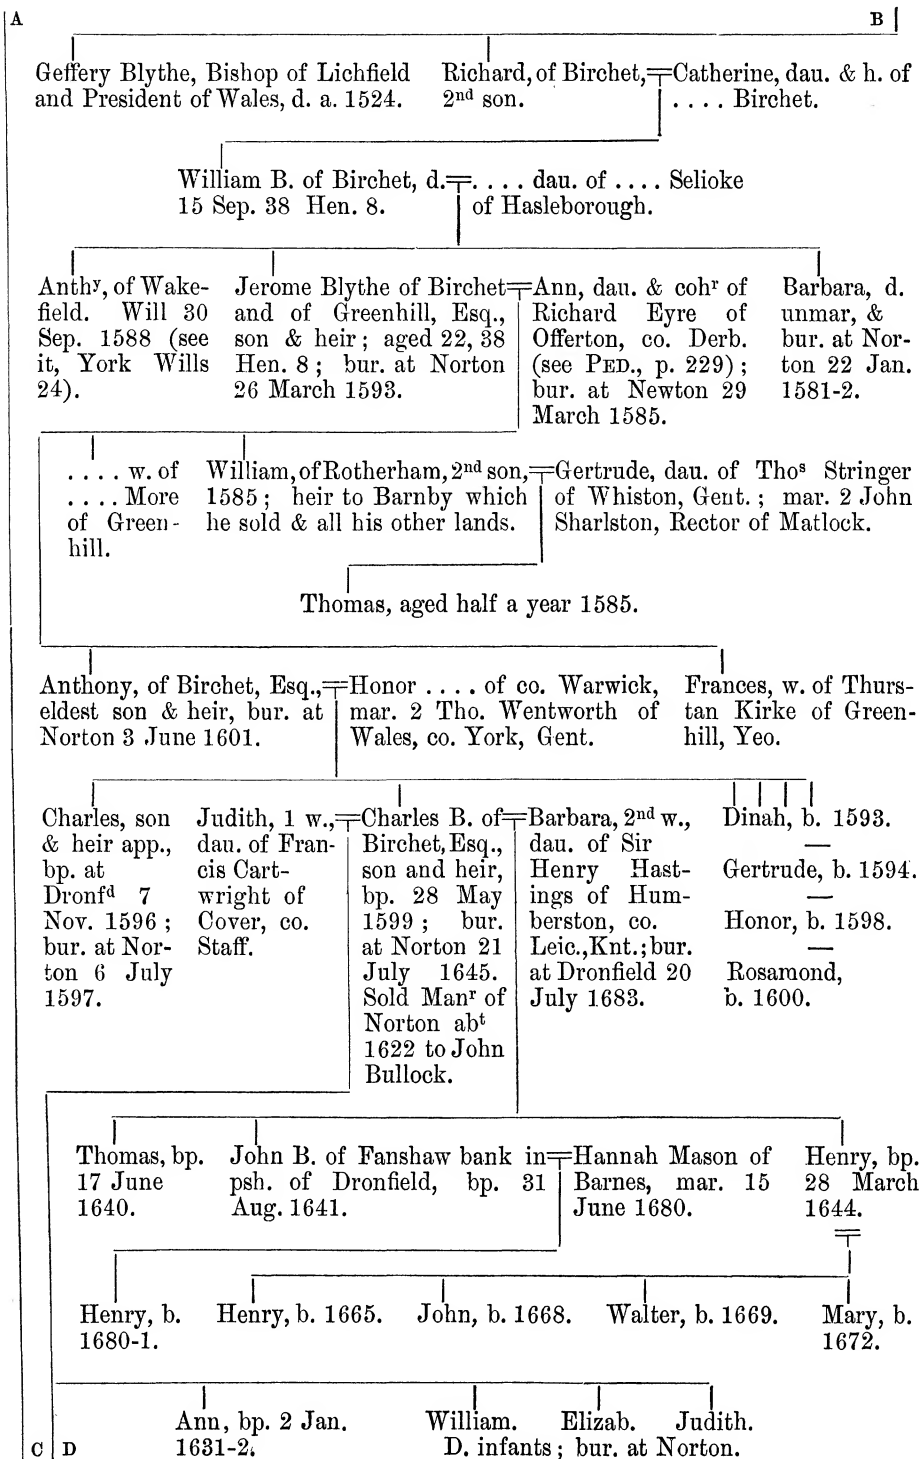 A
B
Geffery Blythe, Bishop of Lichfield
and President of Wales, d. a. 1524.
Richard, of Birchet,
2nd son.
Catherine, dau. & h. of
. . . . Birchet.
William B. of Birchet, d.
15 Sep. 38 Hen. 8.
. . . . dau. of . . . . Selioke
of Hasleborough.
Anthy, of Wake-
field. Will 30
Sep. 1588 (see
it, York Wills
24).
Jerome Blythe of Birchet
and of Greenhill, Esq.,
son & heir; aged 22, 38
Hen. 8; bur. at Norton
26 March 1593.
Ann, dau. & cohr of
Richard Eyre of
Offerton, co. Derb.
(see PED., p. 229);
bur. at Newton 29
March 1585.
Barbara, d.
unmar, &
bur. at Nor-
ton 22 Jan.
1581-2.
. . . . w. of
. . . . More
of Green-
hill.
William, of Rotherham, 2nd son,
1585; heir to Barnby which
he sold & all his other lands.
Gertrude, dau. of Thos Stringer
of Whiston, Gent.; mar. 2 John
Sharlston, Rector of Matlock.
Thomas, aged half a year 1585.
Anthony, of Birchet, Esq.,
eldest son & heir, bur. at
Norton 3 June 1601.
Honor . . . . of co. Warwick,
mar. 2 Tho. Wentworth of
Wales, co. York, Gent.
Frances, w. of Thurs-
tan Kirke of Green-
hill, Yeo.
Charles, son
& heir app.,
bp. at
Dronfd 7
Nov. 1596;
bur. at Nor-
ton 6 July
1597.
Judith, 1 w.,
dau. of Fran-
cis Cart-
wright of
Cover, co.
Staff.
Charles B. of
Birchet, Esq.,
son and heir,
bp. 28 May
1599; bur.
at Norton 21
July 1645.
Sold Manr of
Norton abt
1622 to John
Bullock.
Barbara, 2nd w.,
dau. of Sir
Henry Hast-
ings of Hum-
berston, co.
Leic., Knt.; bur.
at Dronfield 20
July 1683.
Dinah, b. 1593.
—
Gertrude, b. 1594.
—
Honor, b. 1598.
—
Rosamond,
b. 1600.
Thomas, bp.
17 June
1640.
John B. of Fanshaw bank in
psh. of Dronfield, bp. 31
Aug. 1641.
Hannah Mason of
Barnes, mar. 15
June 1680.
Henry, bp.
28 March
1644.
Henry, b.
1680-1.
Henry, b. 1665.
John, b. 1668.
Walter, b. 1669.
Mary, b.
1672.
Ann, bp. 2 Jan.
1631-2.
William.
Elizab.
Judith.
D. infants; bur. at Norton.
C
D